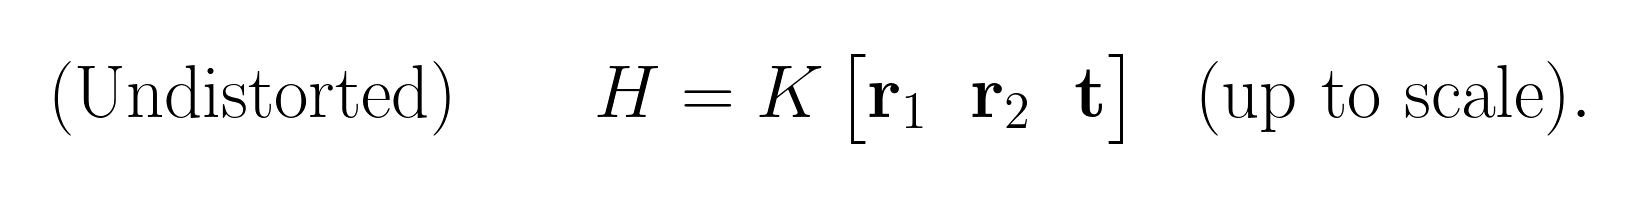 (Undistorted) H = K [r₁ r₂ t] (up to scale).